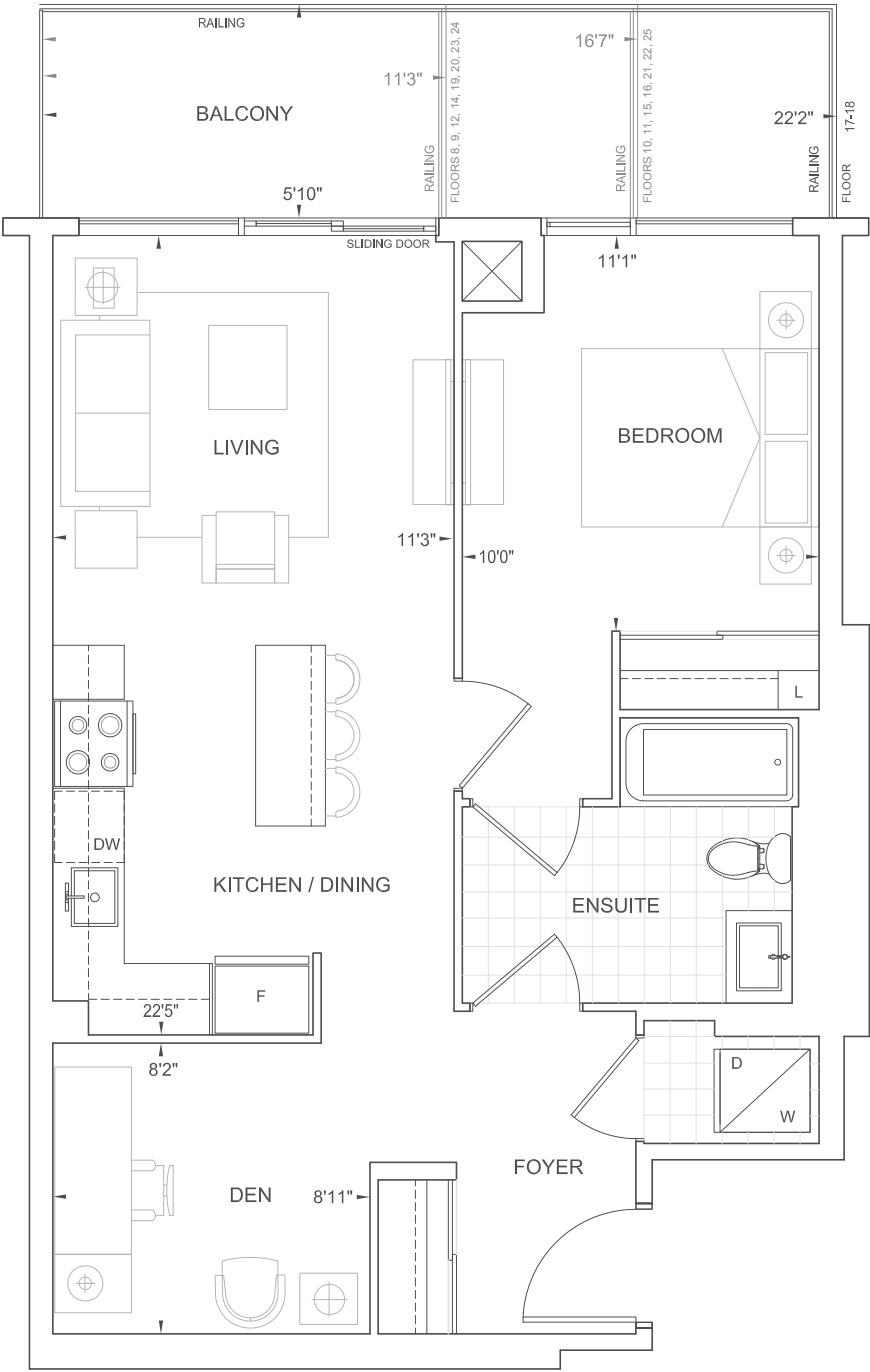 RAILING
16'7"
11'3"
BALCONY
22'2"
RAILING
FLOORS 8, 9, 12, 14, 19, 20, 23, 24
RAILING
FLOORS 10, 11, 15, 16, 21, 22, 25
RAILING
FLOOR 17-18
5'10"
SLIDING DOOR
11'1"
LIVING
BEDROOM
11'3"
10'0"
L
DW
KITCHEN / DINING
ENSUITE
F
22'5"
8'2"
D
W
FOYER
DEN
8'11"